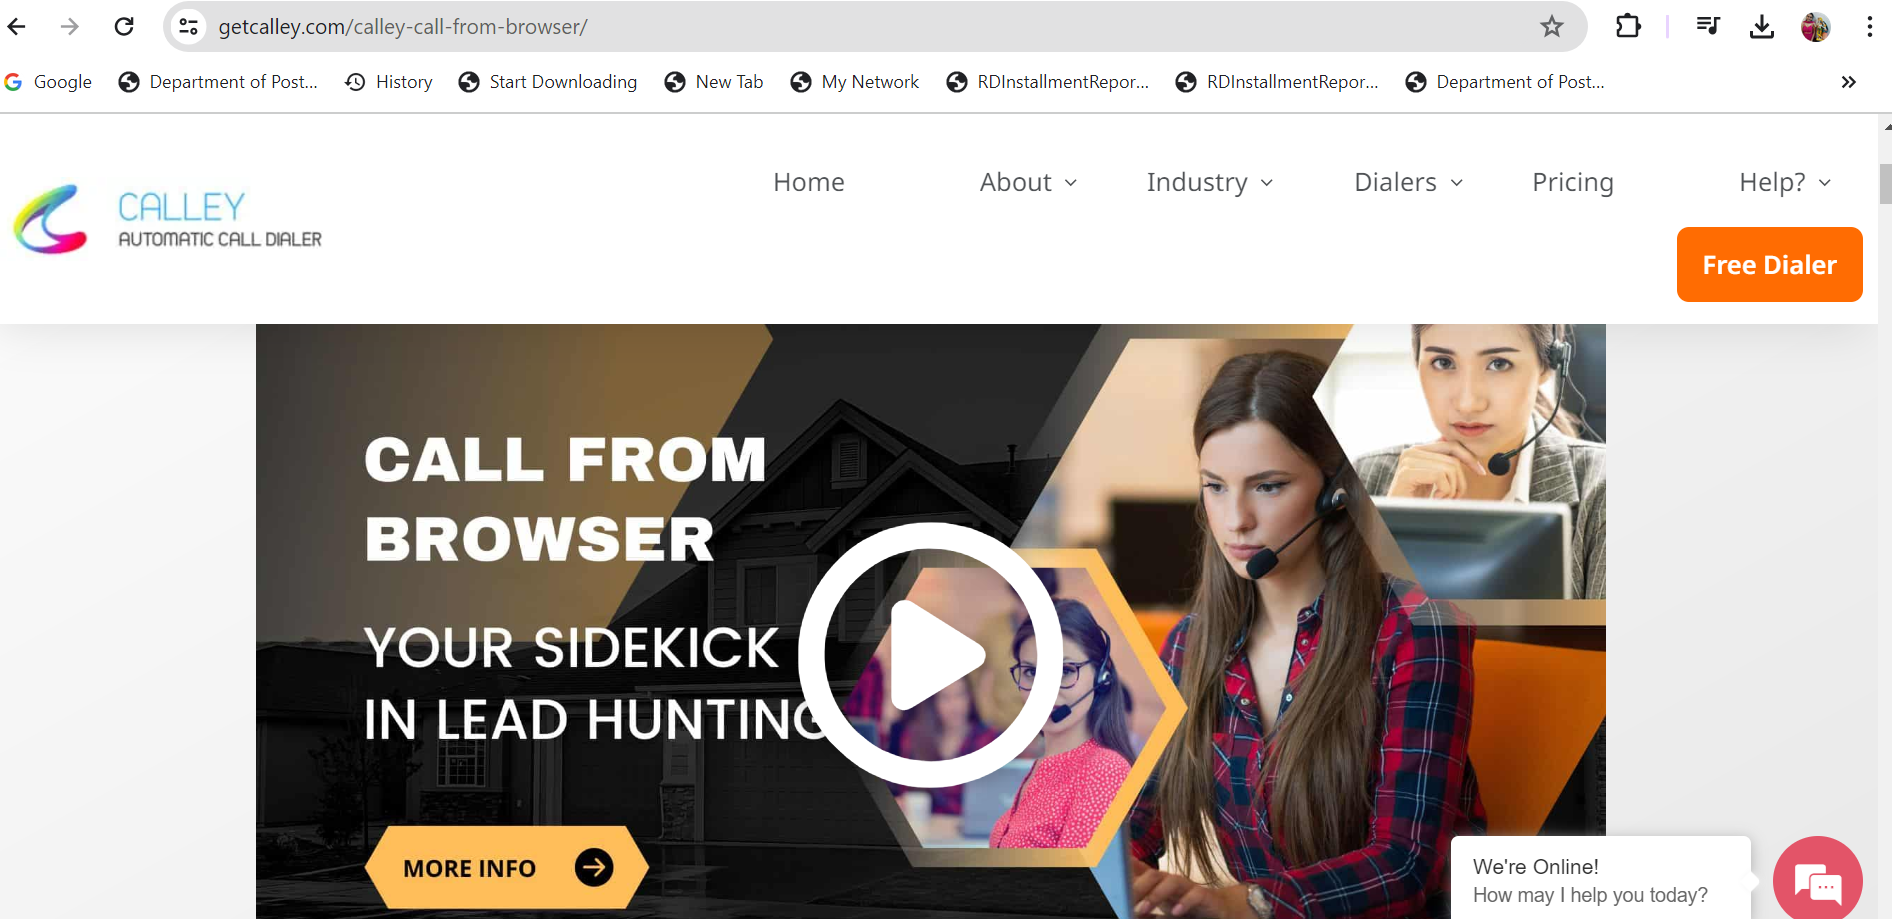 getcalley.com/calley-call-from-browser/
Google Department of Post... History Start Downloading New Tab My Network RDInstallmentRepor... RDInstallmentRepor... Department of Post... »
Home About Industry Dialers Pricing Help?
CALLEY
AUTOMATIC CALL DIALER
Free Dialer
CALL FROM
BROWSER
YOUR SIDEKICK
IN LEAD HUNTING
MORE INFO
We're Online!
How may I help you today?